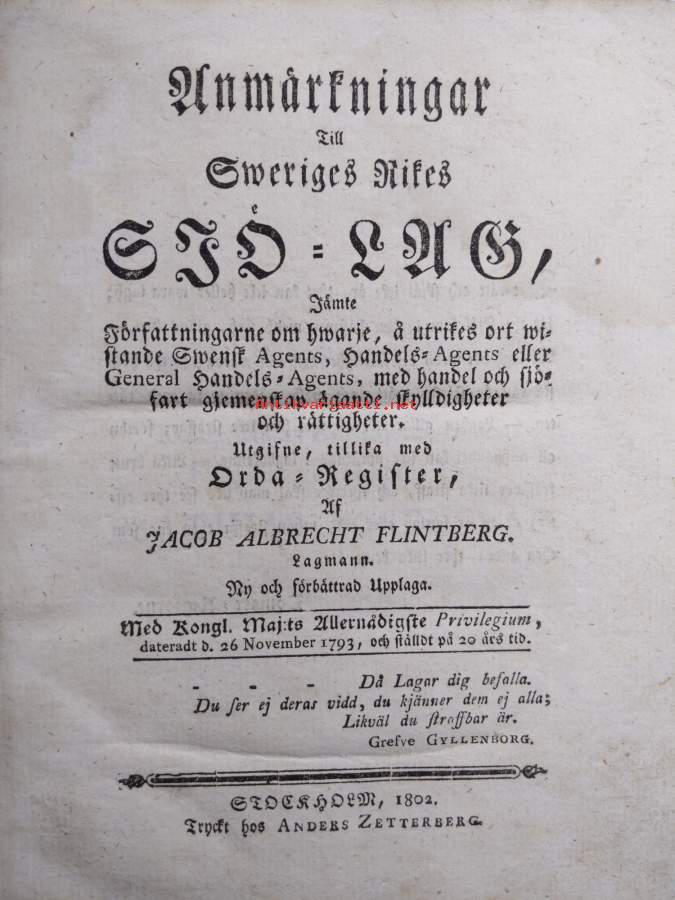 Anmärkningar
Till
Sweriges Rikes
SJÖ-LAG,
Jämte
Författningarne om hwarje, å utrikes ort wi-
stande Swensk Agents, Handels-Agents eller
General Handels-Agents, med handel och sjö-
fart gjemenskap ägande skylldigheter
antikvariaatti.net
och rättigheter.
Utgifne, tillika med
Orda-Register,
Af
JACOB ALBRECHT FLINTBERG.
Lagmann.
Ny och förbättrad Upplaga.
Med Kongl. Maj:ts Allernådigste Privilegium,
dateradt d. 26 November 1793, och ställdt på 20 års tid.
- - - Då Lagar dig befalla.
Du ser ej deras vidd, du kjänner dem ej alla;
Likväl du straffbar är.
Grefve GYLLENBORG.
STOCKHOLM, 1802.
Tryckt hos ANDERS ZETTERBERG.